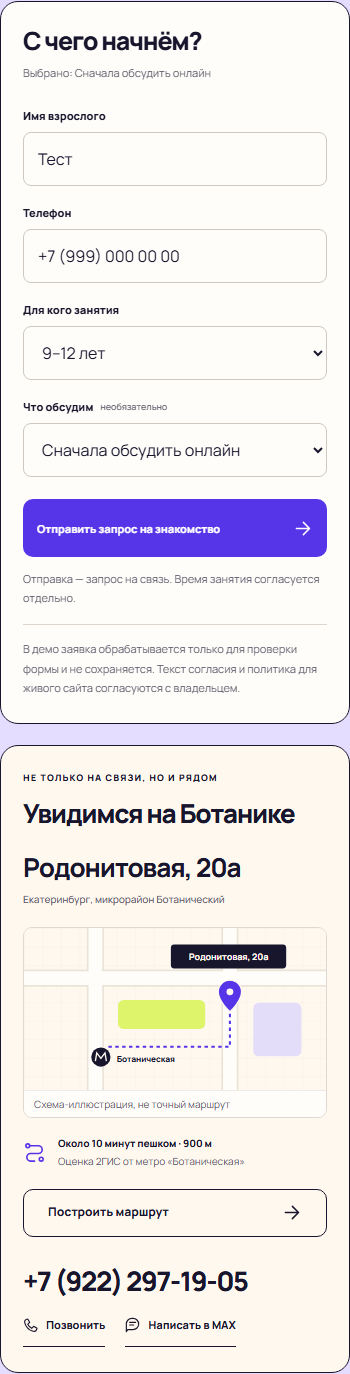 С чего начнём?
Выбрано: Сначала обсудить онлайн
Имя взрослого
Тест
Телефон
+7 (999) 000 00 00
Для кого занятия
9–12 лет
Что обсудим необязательно
Сначала обсудить онлайн
Отправить запрос на знакомство
Отправка — запрос на связь. Время занятия согласуется
отдельно.
В демо заявка обрабатывается только для проверки
формы и не сохраняется. Текст согласия и политика для
живого сайта согласуются с владельцем.
НЕ ТОЛЬКО НА СВЯЗИ, НО И РЯДОМ
Увидимся на Ботанике
Родонитовая, 20а
Екатеринбург, микрорайон Ботанический
Родонитовая, 20а
М Ботаническая
Схема-иллюстрация, не точный маршрут
Около 10 минут пешком · 900 м
Оценка 2ГИС от метро «Ботаническая»
Построить маршрут
+7 (922) 297-19-05
Позвонить Написать в MAX